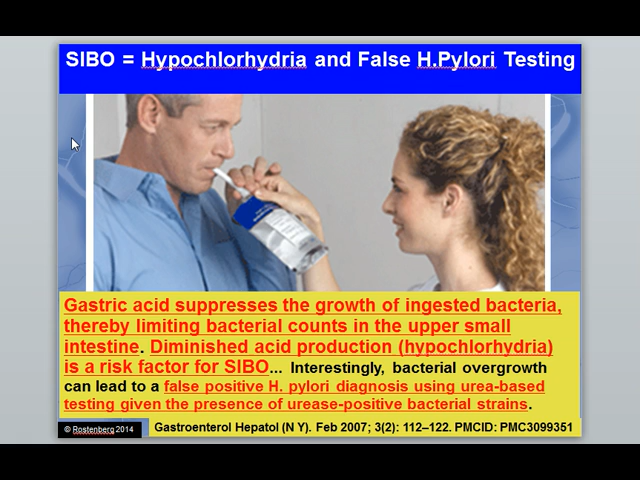 SIBO = Hypochlorhydria and False H.Pylori Testing
Gastric acid suppresses the growth of ingested bacteria,
thereby limiting bacterial counts in the upper small
intestine. Diminished acid production (hypochlorhydria)
is a risk factor for SIBO... Interestingly, bacterial overgrowth
can lead to a false positive H. pylori diagnosis using urea-based
testing given the presence of urease-positive bacterial strains.
© Rostenberg 2014
Gastroenterol Hepatol (N Y). Feb 2007; 3(2): 112–122. PMCID: PMC3099351